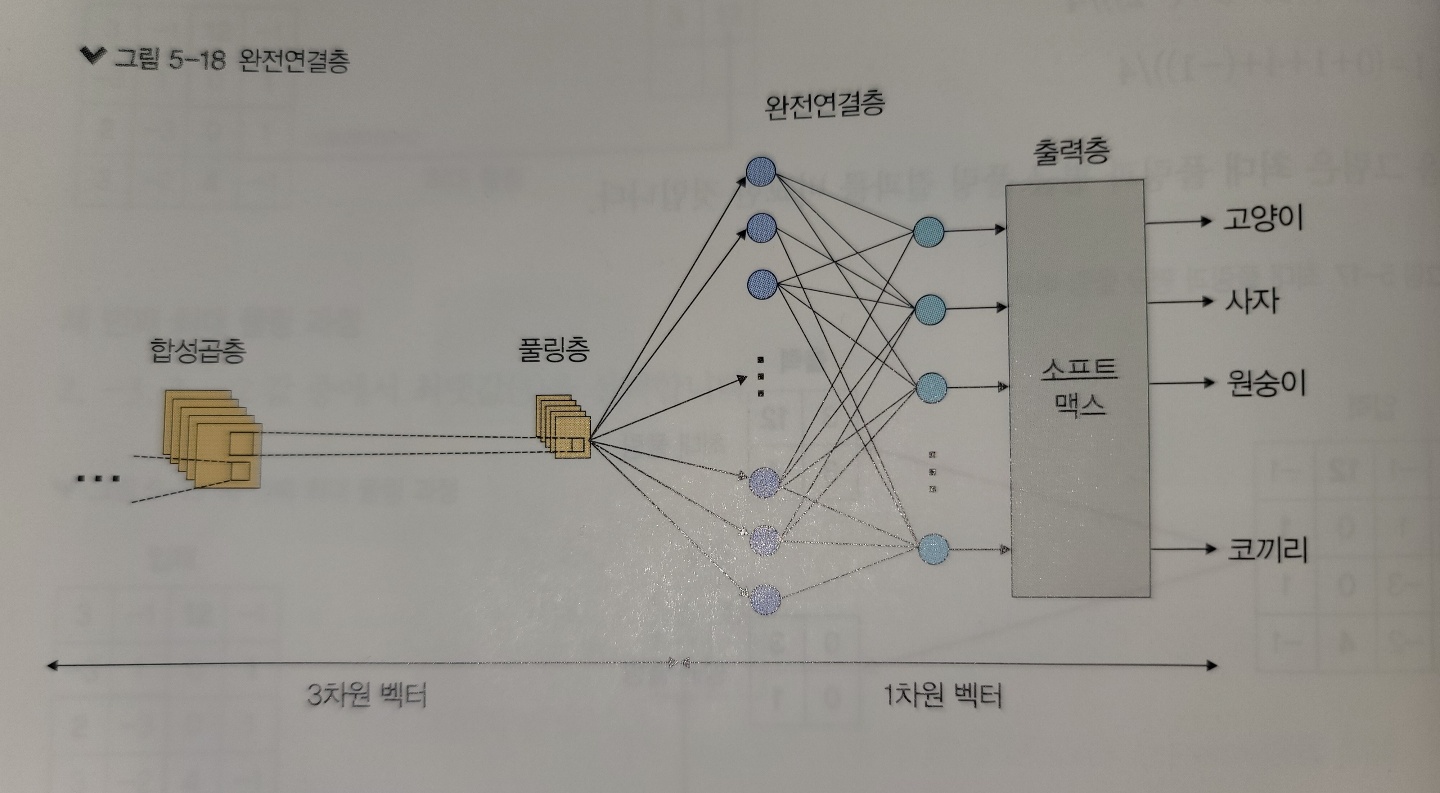 그림 5-18 완전연결층
완전연결층
출력층
합성곱층
풀링층
소프트
맥스
고양이
사자
원숭이
코끼리
...
3차원 벡터
1차원 벡터